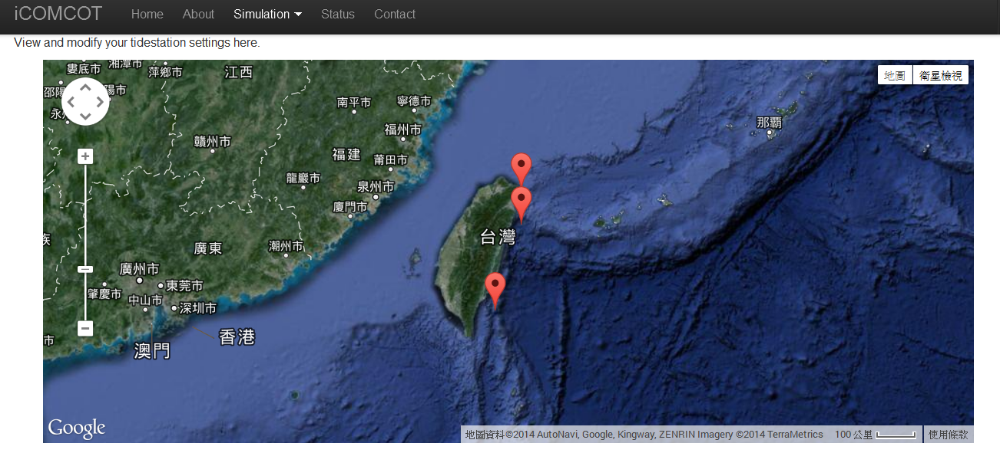 iCOMCOT Home About Simulation Status Contact
View and modify your tidestation settings here.
婁底市
湘潭市
萍鄉市
江西
地圖 衛星檢視
邵陽市
永州
南平市
寧德市
那霸
福州市
贛州市
福建
莆田市
龍巖市
泉州市
廈門市
族
台灣
廣東
潮州市
廣州市
肇慶市
東莞市
中山市
深圳市
市
香港
澳門
Google
地圖資料©2014 AutoNavi, Google, Kingway, ZENRIN Imagery ©2014 TerraMetrics 100 公里 使用條款